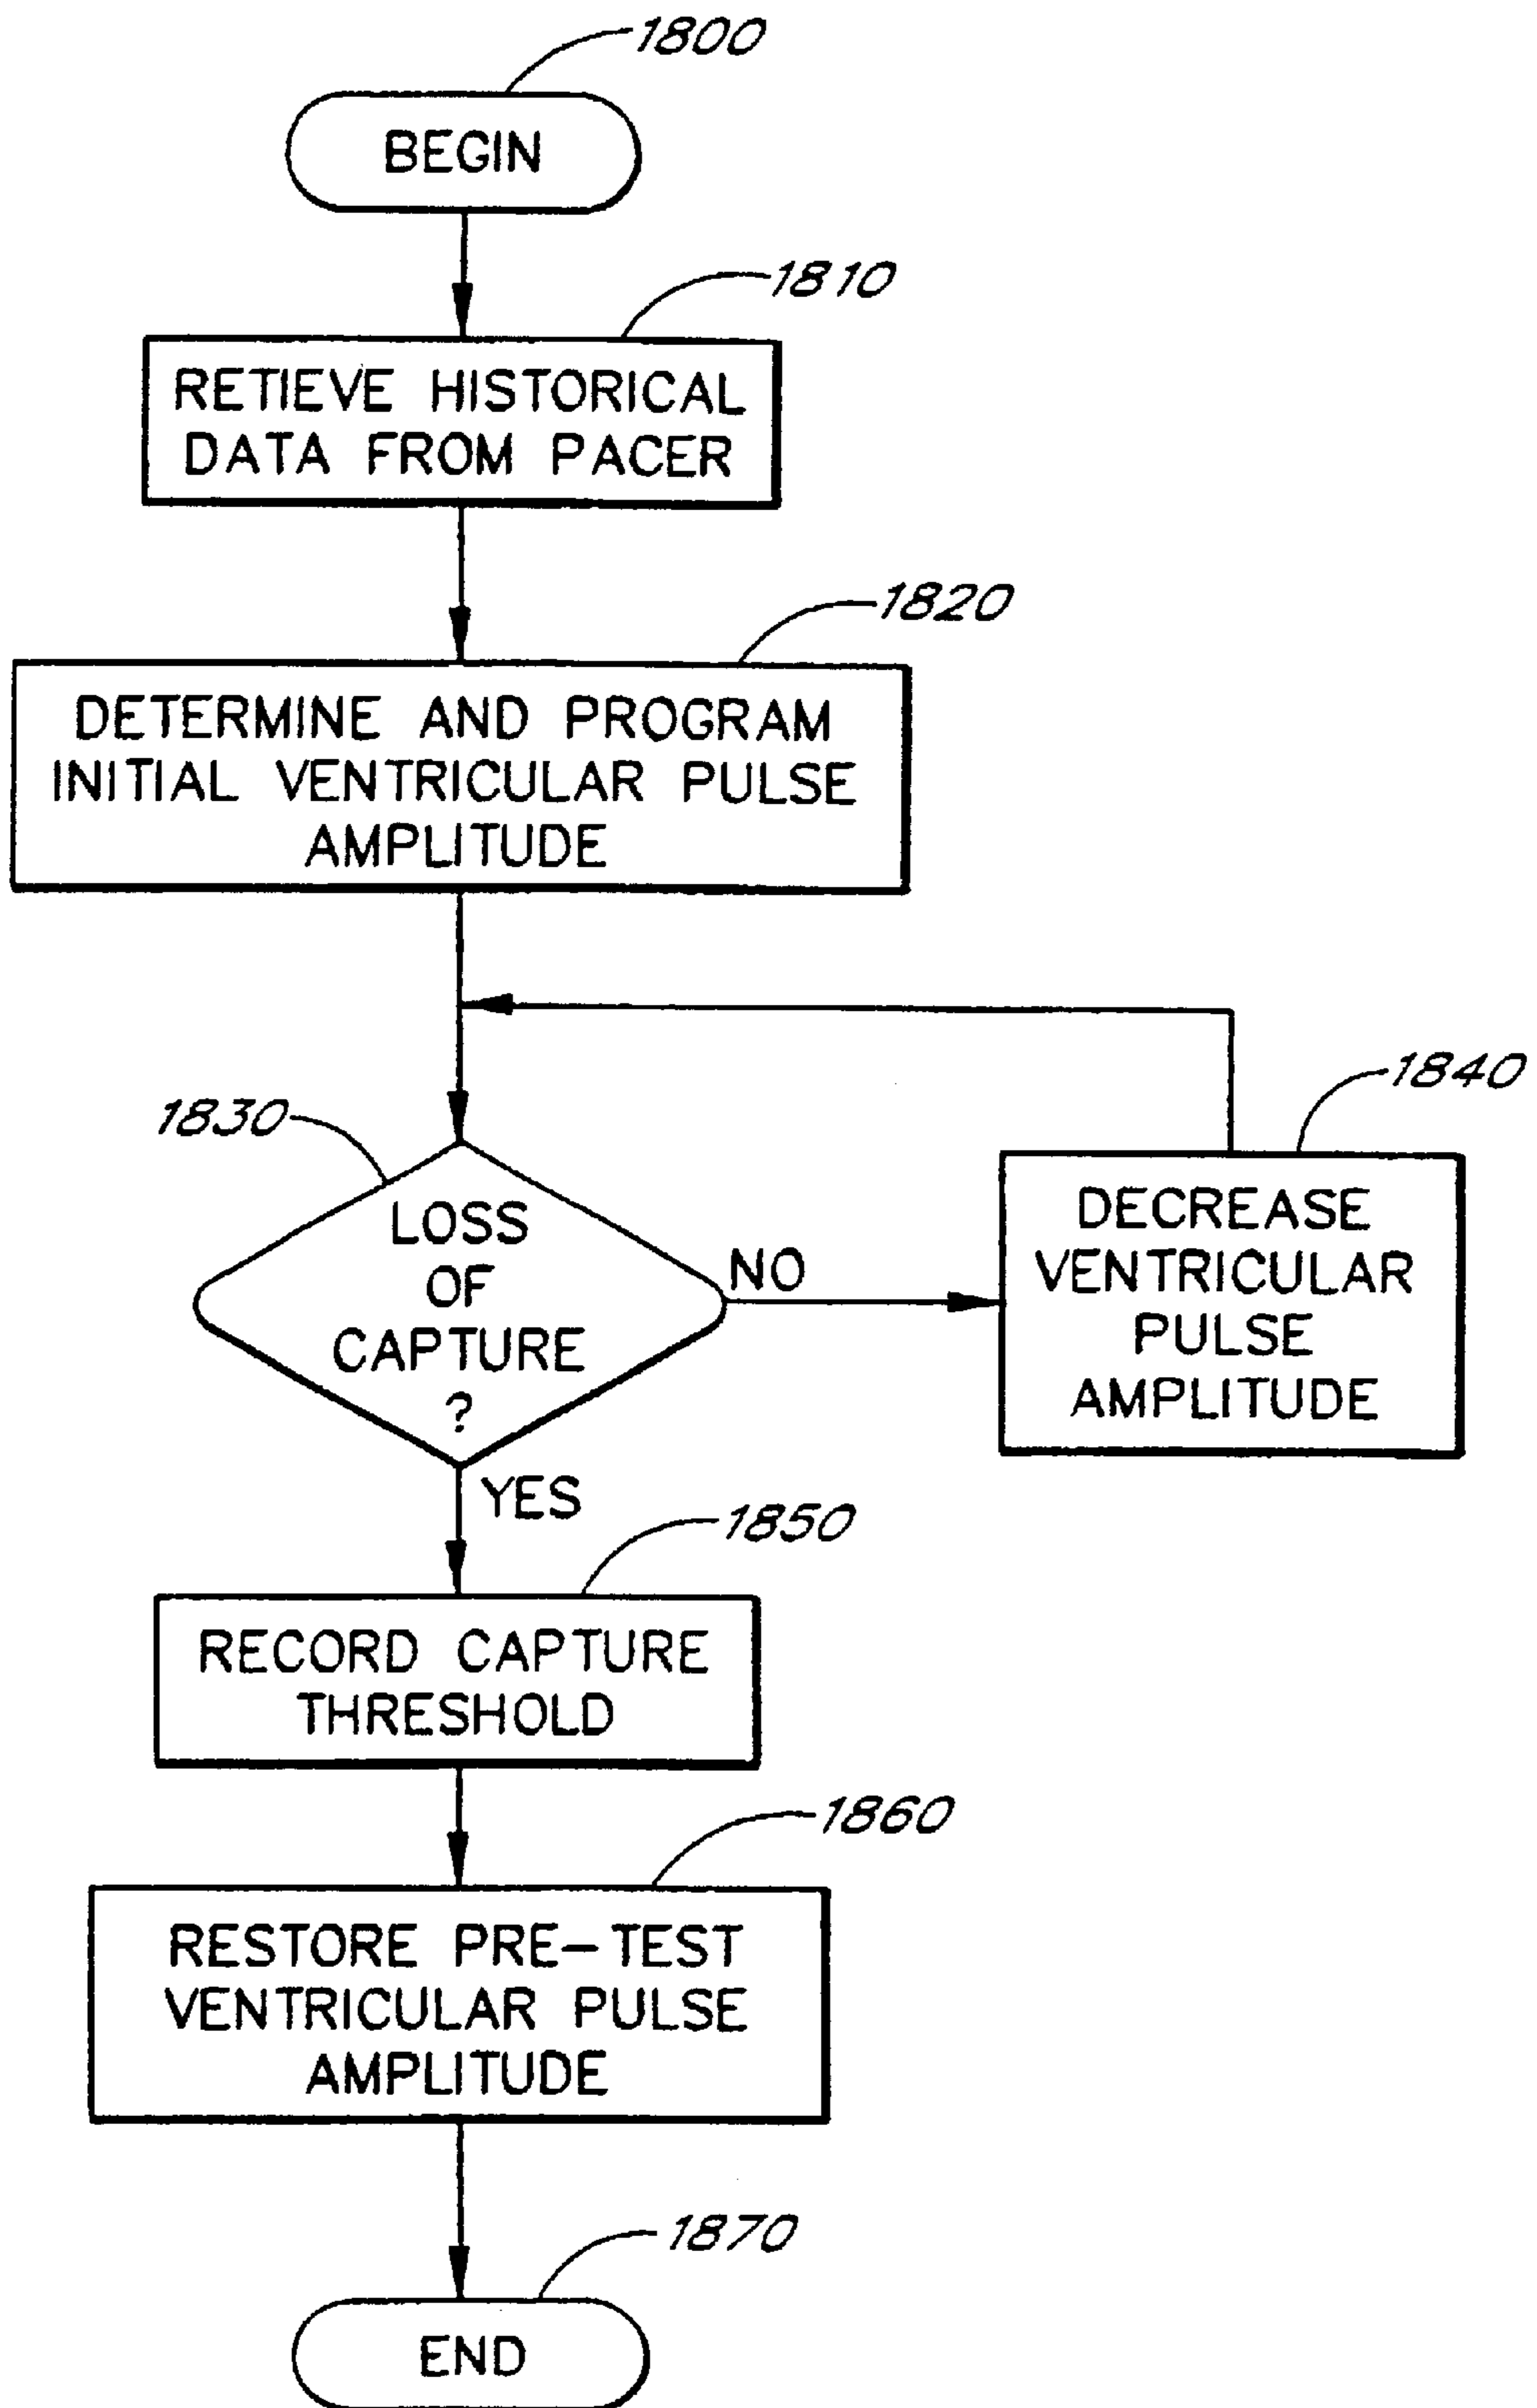 1800
BEGIN
1810
RETIEVE HISTORICAL
DATA FROM PACER
1820
DETERMINE AND PROGRAM
INITIAL VENTRICULAR PULSE
AMPLITUDE
1830
LOSS
OF
CAPTURE
?
NO
1840
DECREASE
VENTRICULAR
PULSE
AMPLITUDE
YES
1850
RECORD CAPTURE
THRESHOLD
1860
RESTORE PRE-TEST
VENTRICULAR PULSE
AMPLITUDE
1870
END